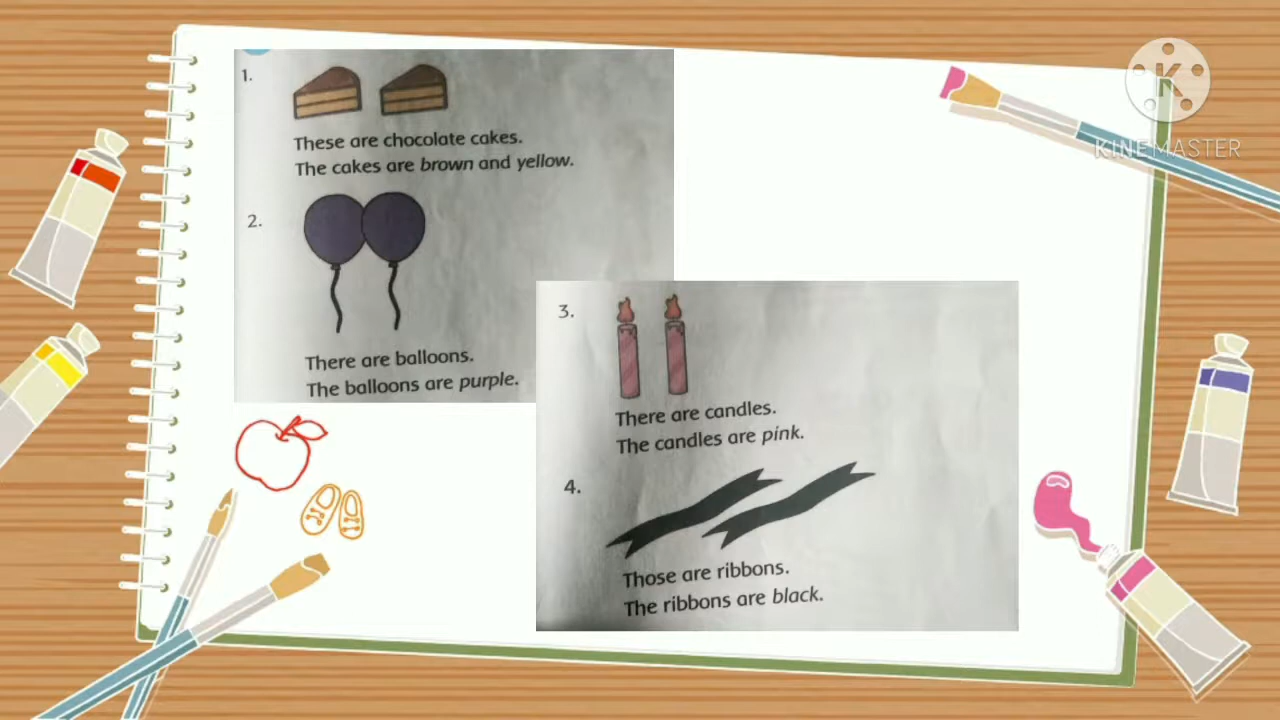 1.
These are chocolate cakes.
The cakes are brown and yellow.
2.
There are balloons.
The balloons are purple.
3.
There are candles.
The candles are pink.
4.
Those are ribbons.
The ribbons are black.
K
KINEMASTER